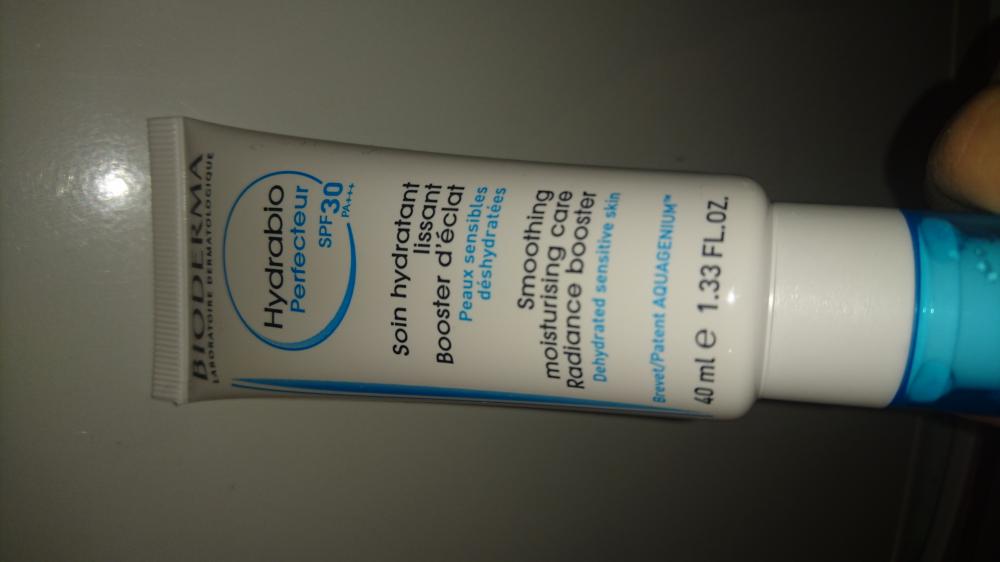 BIODERMA
LABORATOIRE DERMATOLOGIQUE
Hydrabio
Perfecteur
SPF30
PA+++
Soin hydratant
lissant
Booster d'éclat
Peaux sensibles
déshydratées
Smoothing
moisturising care
Radiance booster
Dehydrated sensitive skin
Brevet/Patent AQUAGENIUM™
40 ml e 1.33 FL.OZ.